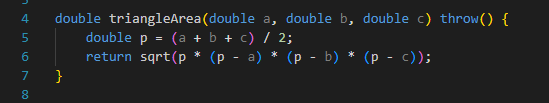 4 double triangleArea(double a, double b, double c) throw() {
5     double p = (a + b + c) / 2;
6     return sqrt(p * (p - a) * (p - b) * (p - c));
7 }
8